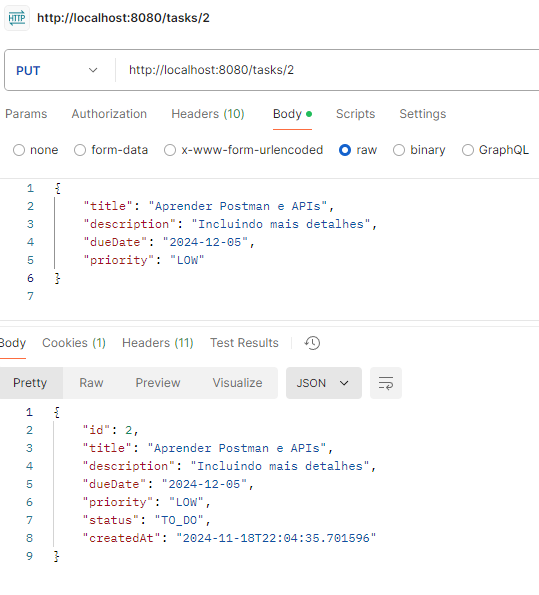 HTTP http://localhost:8080/tasks/2
PUT http://localhost:8080/tasks/2
Params Authorization Headers (10) Body Scripts Settings
none form-data x-www-form-urlencoded raw binary GraphQL
1 {
2 "title": "Aprender Postman e APIs",
3 "description": "Incluindo mais detalhes",
4 "dueDate": "2024-12-05",
5 "priority": "LOW"
6 }
7
Body Cookies (1) Headers (11) Test Results
Pretty Raw Preview Visualize JSON
1 {
2 "id": 2,
3 "title": "Aprender Postman e APIs",
4 "description": "Incluindo mais detalhes",
5 "dueDate": "2024-12-05",
6 "priority": "LOW",
7 "status": "TO_DO",
8 "createdAt": "2024-11-18T22:04:35.701596"
9 }